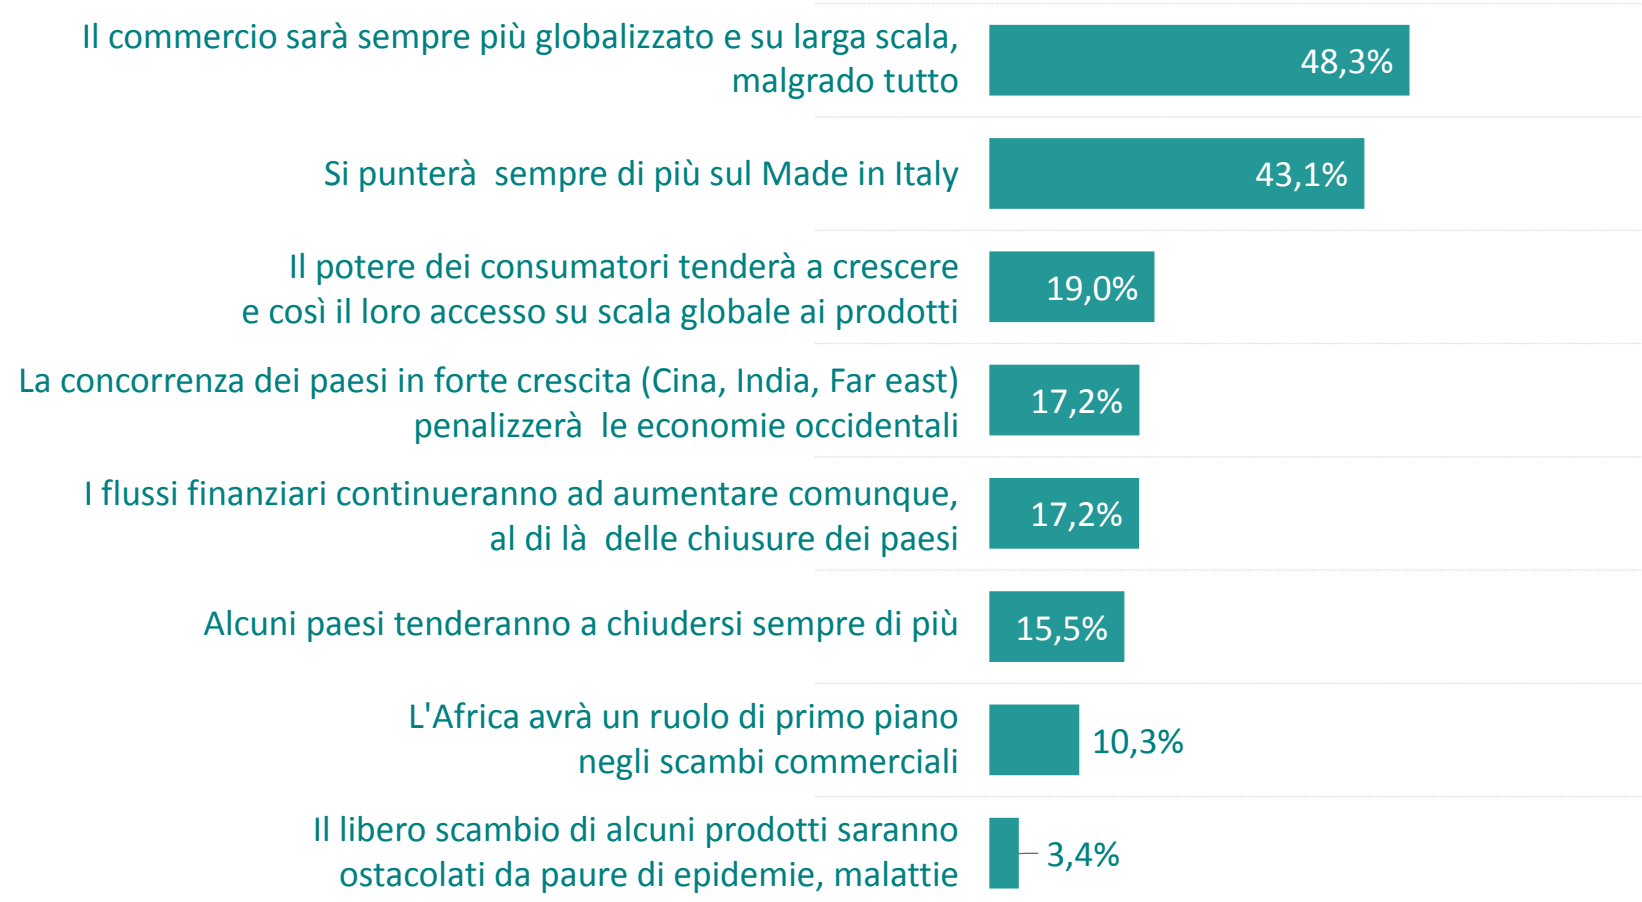 Il commercio sarà sempre più globalizzato e su larga scala,
malgrado tutto
48,3%
Si punterà  sempre di più sul Made in Italy
43,1%
Il potere dei consumatori tenderà a crescere
e così il loro accesso su scala globale ai prodotti
19,0%
La concorrenza dei paesi in forte crescita (Cina, India, Far east)
penalizzerà  le economie occidentali
17,2%
I flussi finanziari continueranno ad aumentare comunque,
al di là  delle chiusure dei paesi
17,2%
Alcuni paesi tenderanno a chiudersi sempre di più
15,5%
L'Africa avrà un ruolo di primo piano
negli scambi commerciali
10,3%
Il libero scambio di alcuni prodotti saranno
ostacolati da paure di epidemie, malattie
3,4%